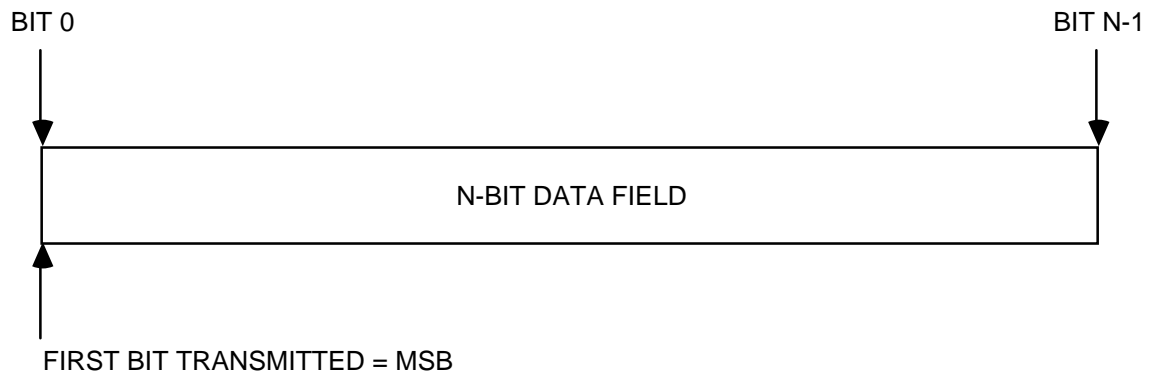 BIT 0
BIT N-1
N-BIT DATA FIELD
FIRST BIT TRANSMITTED = MSB